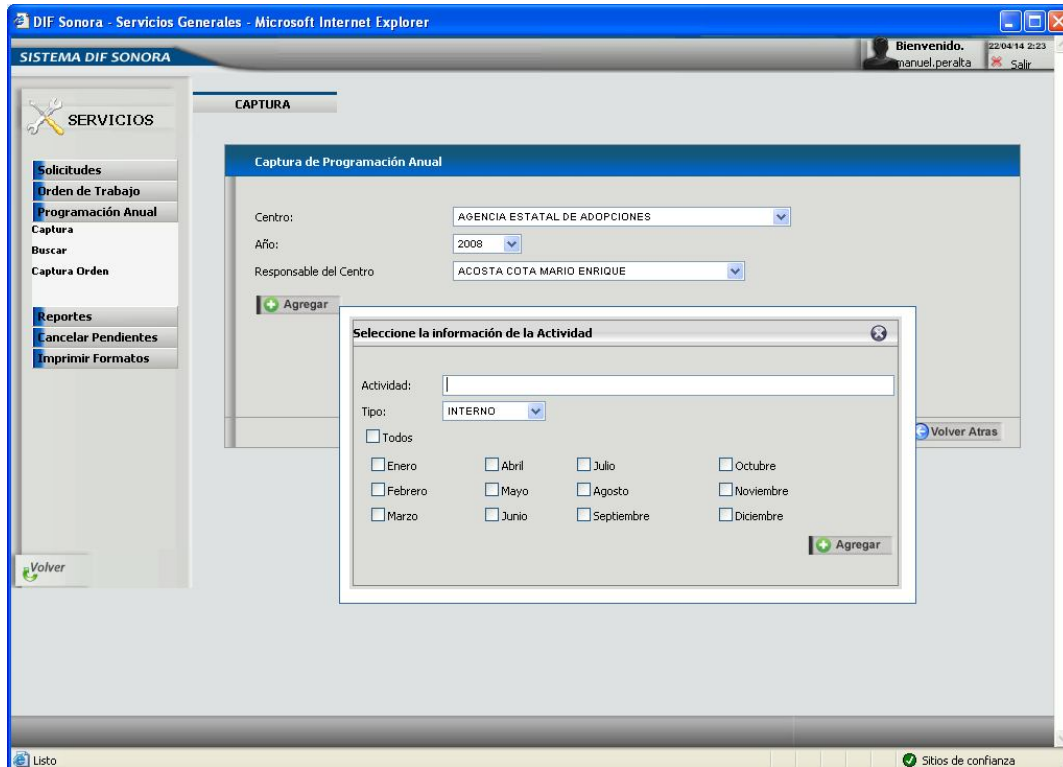 DIF Sonora - Servicios Generales - Microsoft Internet Explorer
SISTEMA DIF SONORA
Bienvenido.
manuel.peralta
22/04/14 2:23
Salir
SERVICIOS
Solicitudes
Orden de Trabajo
Programación Anual
Captura
Buscar
Captura Orden
Reportes
Cancelar Pendientes
Imprimir Formatos
Volver
CAPTURA
Captura de Programación Anual
Centro: AGENCIA ESTATAL DE ADOPCIONES
Año: 2008
Responsable del Centro ACOSTA COTA MARIO ENRIQUE
Agregar
Seleccione la información de la Actividad
Actividad:
Tipo: INTERNO
Todos
Enero Abril Julio Octubre
Febrero Mayo Agosto Noviembre
Marzo Junio Septiembre Diciembre
Agregar
Volver Atras
Listo
Sitios de confianza